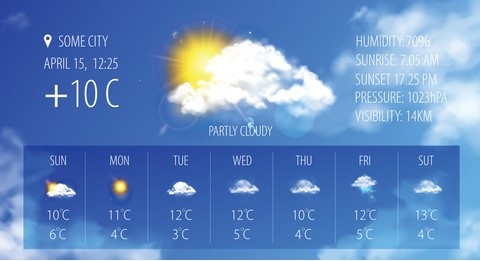 SOME CITY
APRIL 15, 12:25
+10 C
HUMIDITY: 70%
SUNRISE: 7.05 AM
SUNSET 17.25 PM
PRESSURE: 1023hPA
VISIBILITY: 14KM
PARTLY CLOUDY
SUN MON TUE WED THU FRI SUT
10°C 11°C 12°C 12°C 10°C 12°C 13°C
6°C 4°C 3°C 5°C 4°C 5°C 4°C